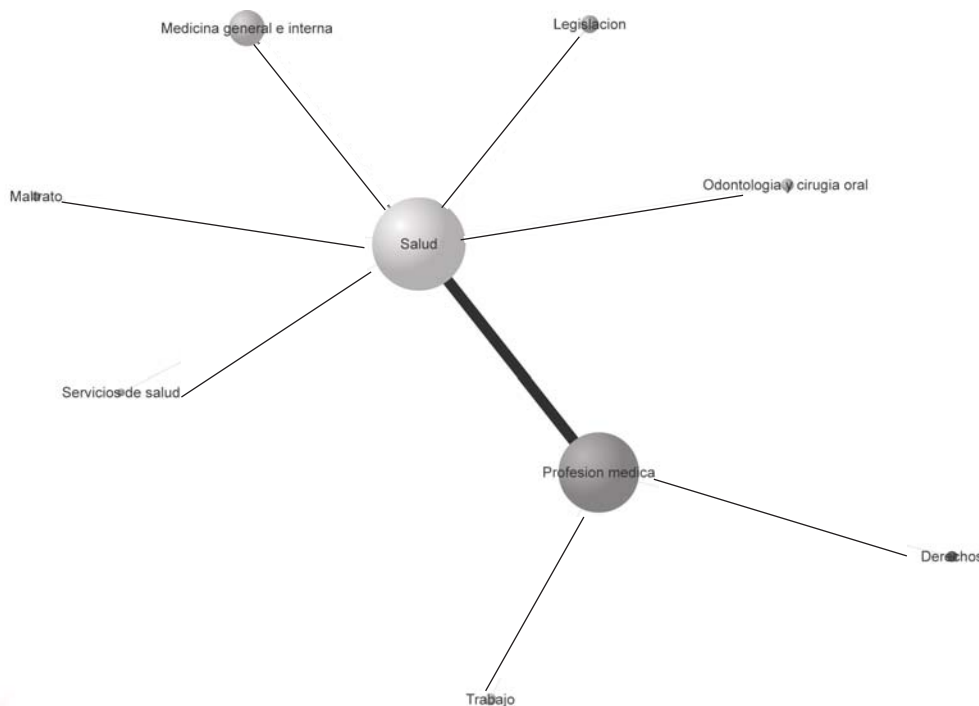 Medicina general e interna
Legislacion
Maltrato
Odontologia y cirugia oral
Salud
Servicios de salud
Profesion medica
Derechos
Trabajo